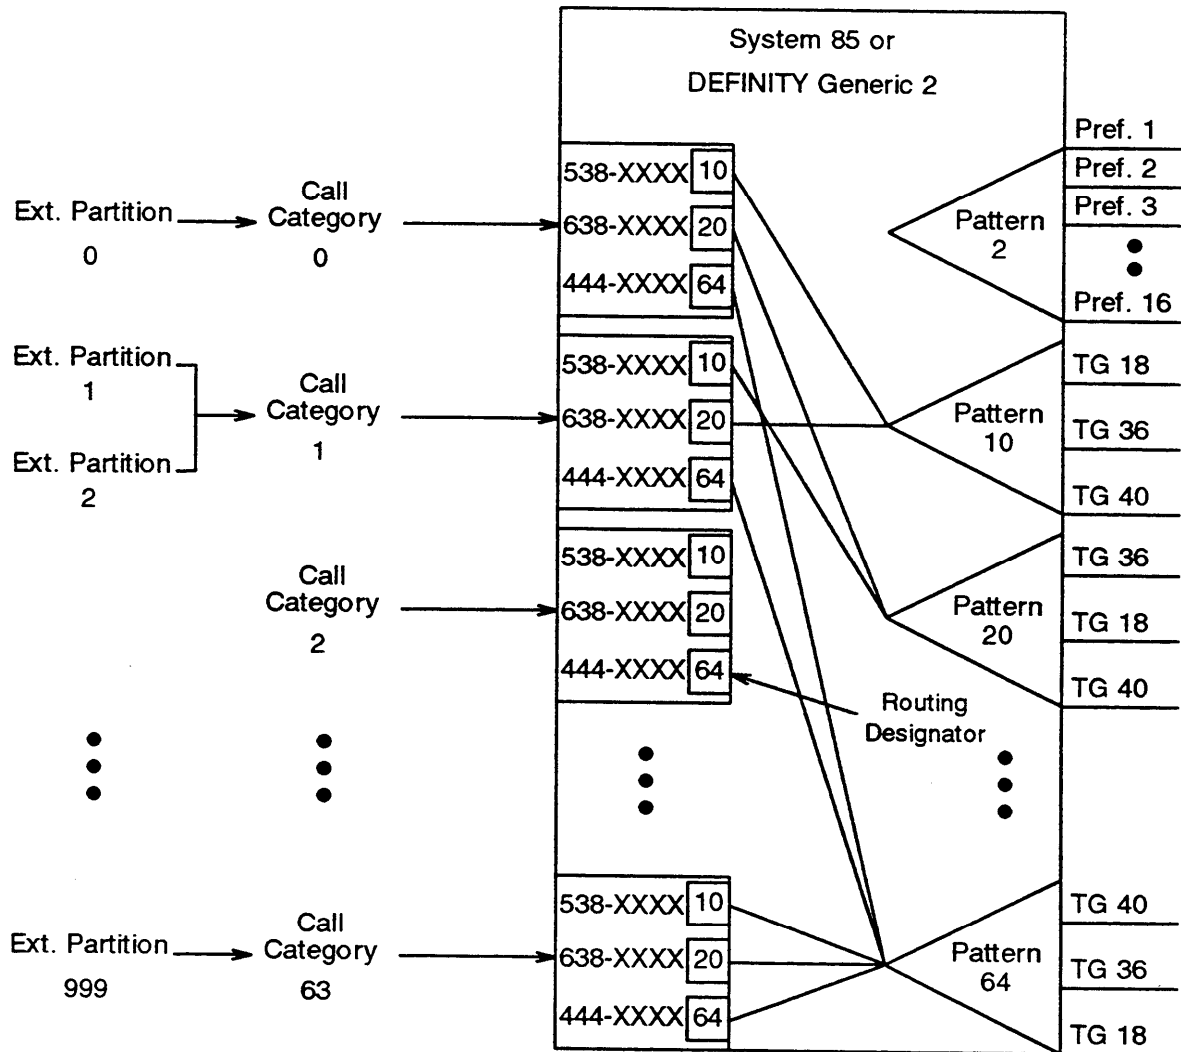 System 85 or
DEFINITY Generic 2
Ext. Partition
0
Call
Category
0
538-XXXX 10
638-XXXX 20
444-XXXX 64
Pattern
2
Pref. 1
Pref. 2
Pref. 3
Pref. 16
Ext. Partition
1
Ext. Partition
2
Call
Category
1
538-XXXX 10
638-XXXX 20
444-XXXX 64
Pattern
10
TG 18
TG 36
TG 40
Call
Category
2
538-XXXX 10
638-XXXX 20
444-XXXX 64
Routing
Designator
Pattern
20
TG 36
TG 18
TG 40
Ext. Partition
999
Call
Category
63
538-XXXX 10
638-XXXX 20
444-XXXX 64
Pattern
64
TG 40
TG 36
TG 18